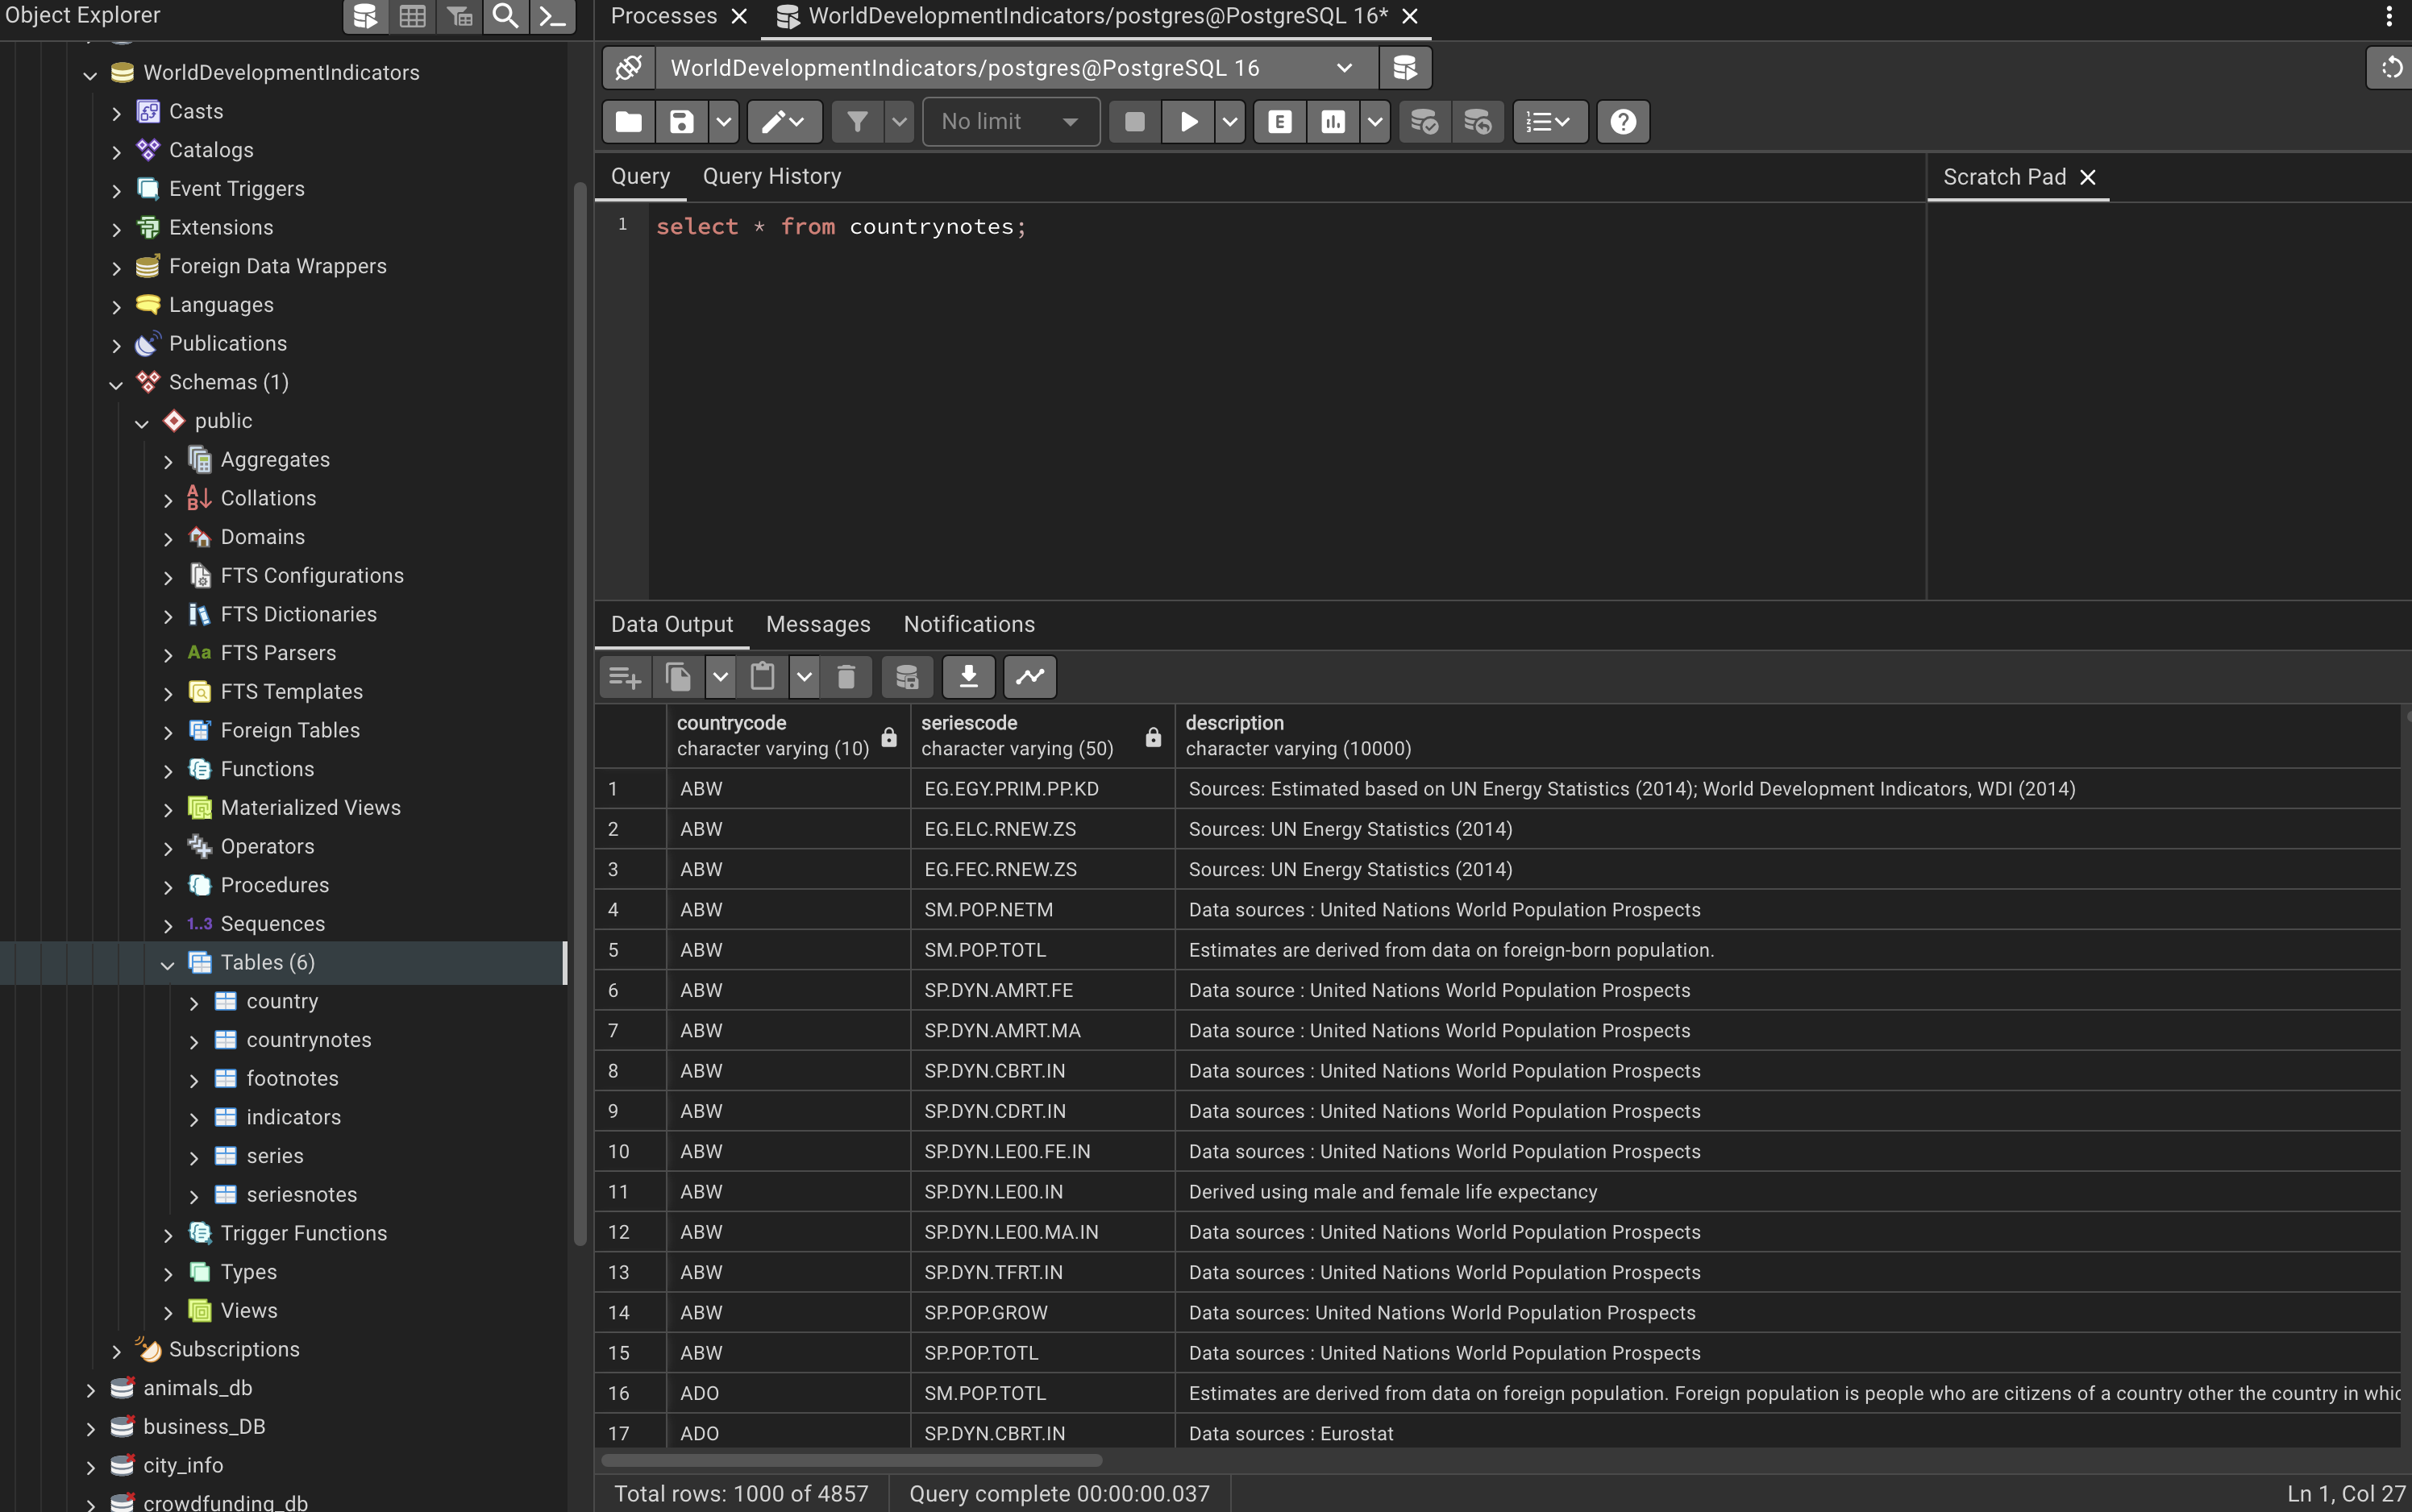 Object Explorer
WorldDevelopmentIndicators
Casts
Catalogs
Event Triggers
Extensions
Foreign Data Wrappers
Languages
Publications
Schemas (1)
public
Aggregates
Collations
Domains
FTS Configurations
FTS Dictionaries
Aa FTS Parsers
FTS Templates
Foreign Tables
Functions
Materialized Views
Operators
Procedures
1..3 Sequences
Tables (6)
country
countrynotes
footnotes
indicators
series
seriesnotes
Trigger Functions
Types
Views
Subscriptions
animals_db
business_DB
city_info
crowdfunding_db
Processes WorldDevelopmentIndicators/postgres@PostgreSQL 16*
WorldDevelopmentIndicators/postgres@PostgreSQL 16
No limit E
Query Query History Scratch Pad
1 select * from countrynotes;
Data Output Messages Notifications
countrycode seriescode description
character varying (10) character varying (50) character varying (10000)
1 ABW EG.EGY.PRIM.PP.KD Sources: Estimated based on UN Energy Statistics (2014); World Development Indicators, WDI (2014)
2 ABW EG.ELC.RNEW.ZS Sources: UN Energy Statistics (2014)
3 ABW EG.FEC.RNEW.ZS Sources: UN Energy Statistics (2014)
4 ABW SM.POP.NETM Data sources : United Nations World Population Prospects
5 ABW SM.POP.TOTL Estimates are derived from data on foreign-born population.
6 ABW SP.DYN.AMRT.FE Data source : United Nations World Population Prospects
7 ABW SP.DYN.AMRT.MA Data source : United Nations World Population Prospects
8 ABW SP.DYN.CBRT.IN Data sources : United Nations World Population Prospects
9 ABW SP.DYN.CDRT.IN Data sources : United Nations World Population Prospects
10 ABW SP.DYN.LE00.FE.IN Data sources : United Nations World Population Prospects
11 ABW SP.DYN.LE00.IN Derived using male and female life expectancy
12 ABW SP.DYN.LE00.MA.IN Data sources : United Nations World Population Prospects
13 ABW SP.DYN.TFRT.IN Data sources : United Nations World Population Prospects
14 ABW SP.POP.GROW Data sources: United Nations World Population Prospects
15 ABW SP.POP.TOTL Data sources : United Nations World Population Prospects
16 ADO SM.POP.TOTL Estimates are derived from data on foreign population. Foreign population is people who are citizens of a country other the country in whic
17 ADO SP.DYN.CBRT.IN Data sources : Eurostat
Total rows: 1000 of 4857 Query complete 00:00:00.037 Ln 1, Col 27